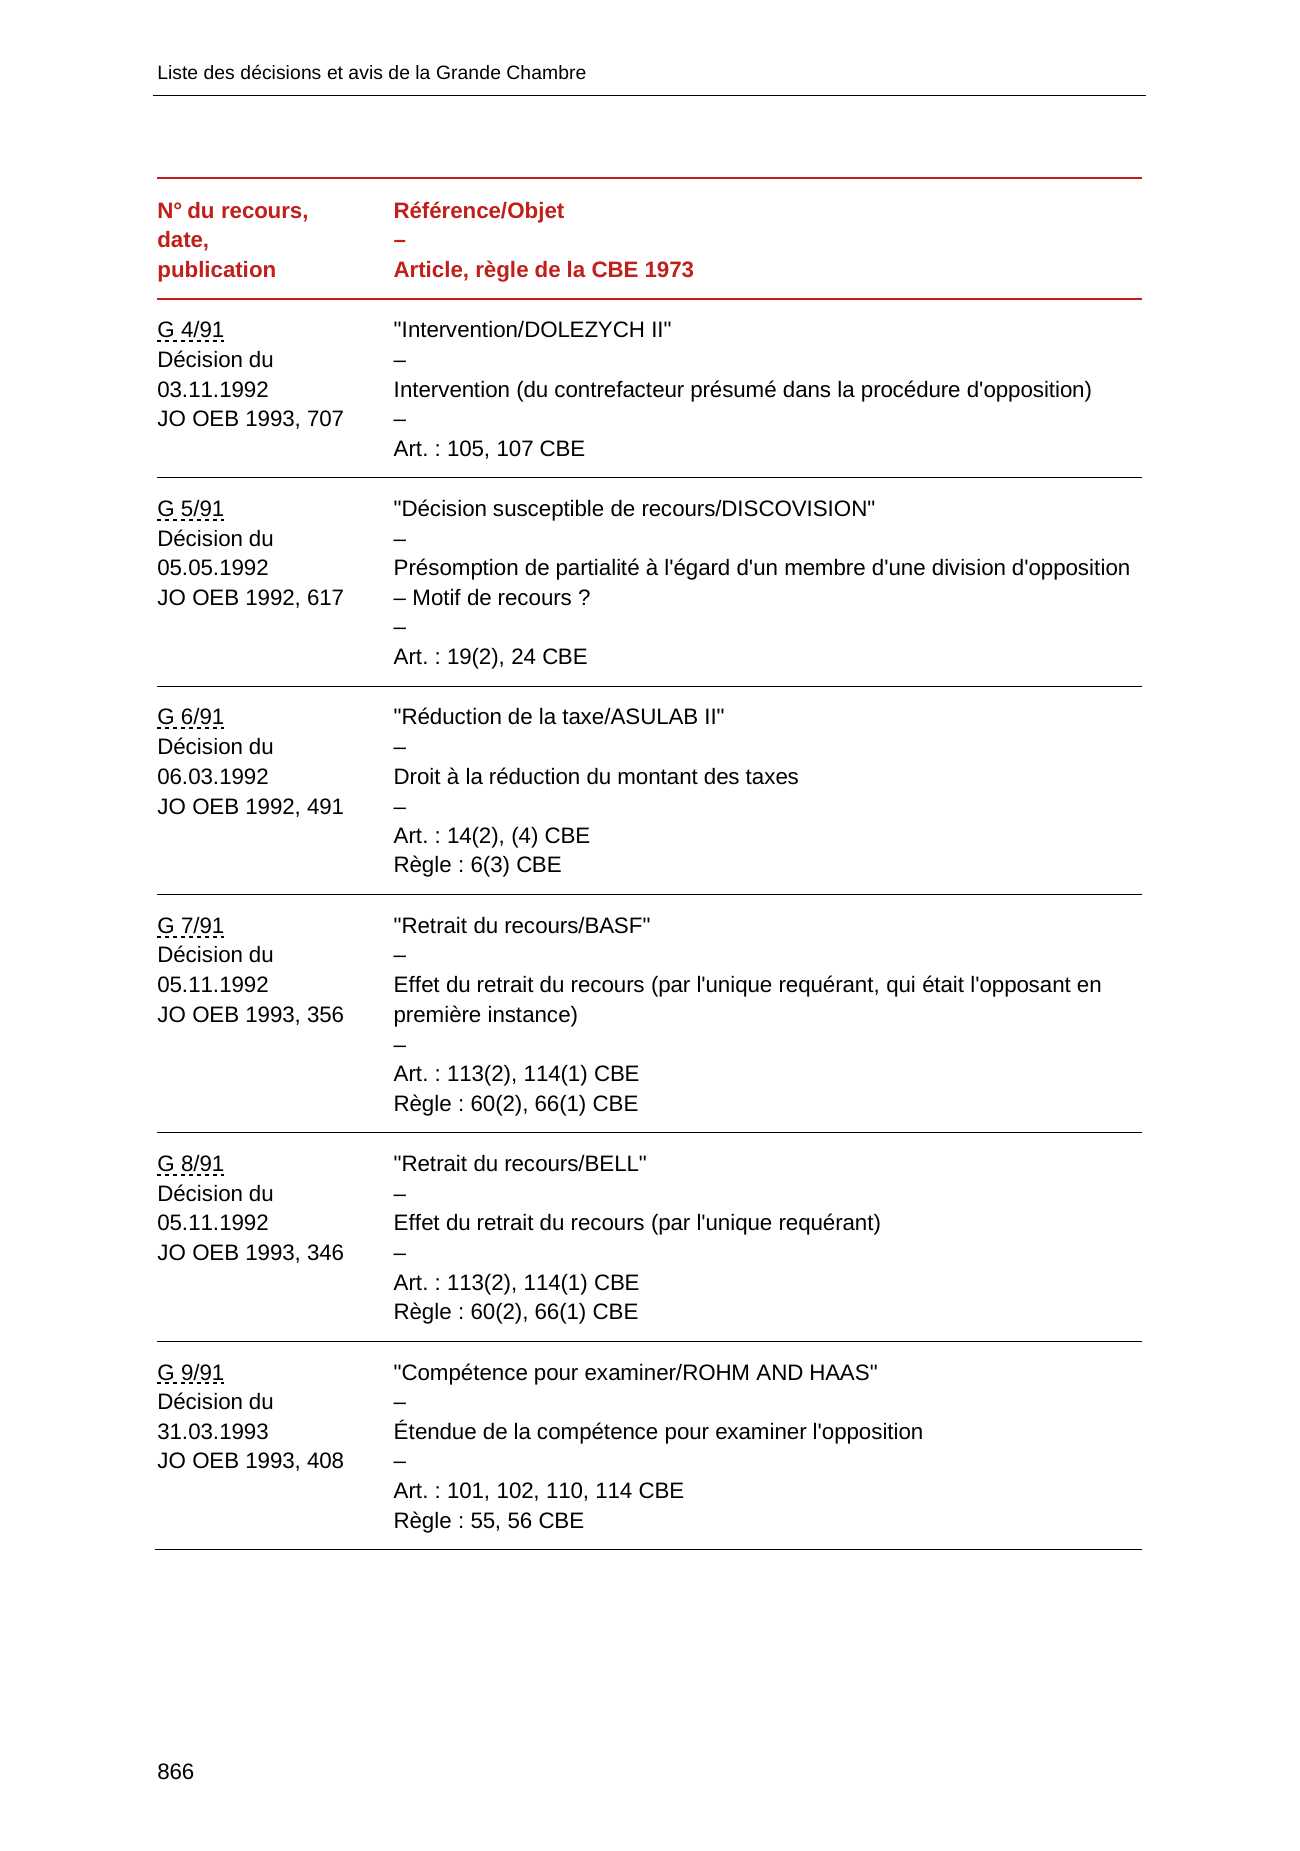 Liste des décisions et avis de la Grande Chambre
N° du recours,
date,
publication
Référence/Objet
–
Article, règle de la CBE 1973
G 4/91
Décision du
03.11.1992
JO OEB 1993, 707
"Intervention/DOLEZYCH II"
–
Intervention (du contrefacteur présumé dans la procédure d'opposition)
–
Art. : 105, 107 CBE
G 5/91
Décision du
05.05.1992
JO OEB 1992, 617
"Décision susceptible de recours/DISCOVISION"
–
Présomption de partialité à l'égard d'un membre d'une division d'opposition
– Motif de recours ?
–
Art. : 19(2), 24 CBE
G 6/91
Décision du
06.03.1992
JO OEB 1992, 491
"Réduction de la taxe/ASULAB II"
–
Droit à la réduction du montant des taxes
–
Art. : 14(2), (4) CBE
Règle : 6(3) CBE
G 7/91
Décision du
05.11.1992
JO OEB 1993, 356
"Retrait du recours/BASF"
–
Effet du retrait du recours (par l'unique requérant, qui était l'opposant en
première instance)
–
Art. : 113(2), 114(1) CBE
Règle : 60(2), 66(1) CBE
G 8/91
Décision du
05.11.1992
JO OEB 1993, 346
"Retrait du recours/BELL"
–
Effet du retrait du recours (par l'unique requérant)
–
Art. : 113(2), 114(1) CBE
Règle : 60(2), 66(1) CBE
G 9/91
Décision du
31.03.1993
JO OEB 1993, 408
"Compétence pour examiner/ROHM AND HAAS"
–
Étendue de la compétence pour examiner l'opposition
–
Art. : 101, 102, 110, 114 CBE
Règle : 55, 56 CBE
866